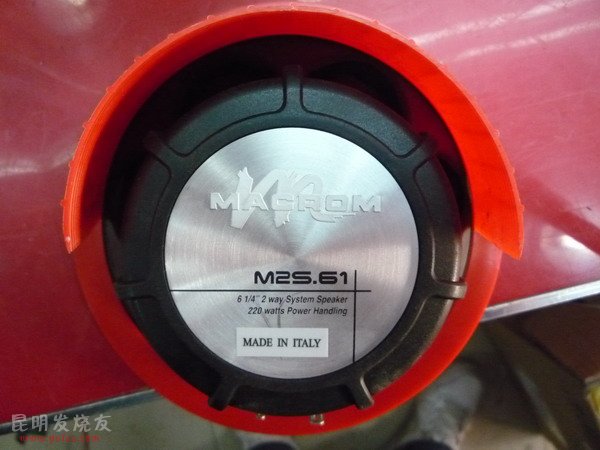 MACROM
M2S.61
6 1/4" 2 way System Speaker
220 watts Power Handling
MADE IN ITALY
昆明发烧友